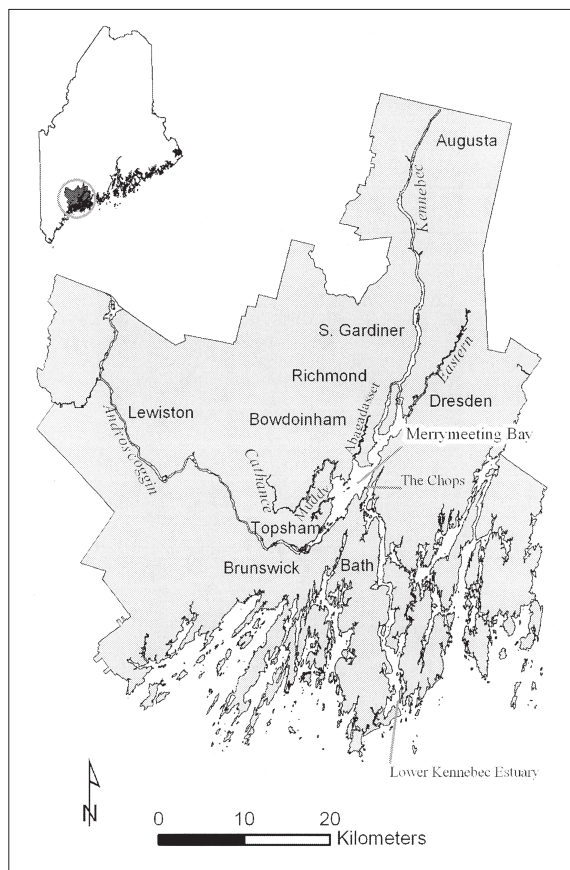 Augusta
Kennebec
S. Gardiner
Eastern
Richmond
Abagadasset
Dresden
Lewiston
Bowdoinham
Androscoggin
Merrymeeting Bay
Cathance
Muddy
The Chops
Topsham
Brunswick
Bath
Lower Kennebec Estuary
N
0 10 20
Kilometers